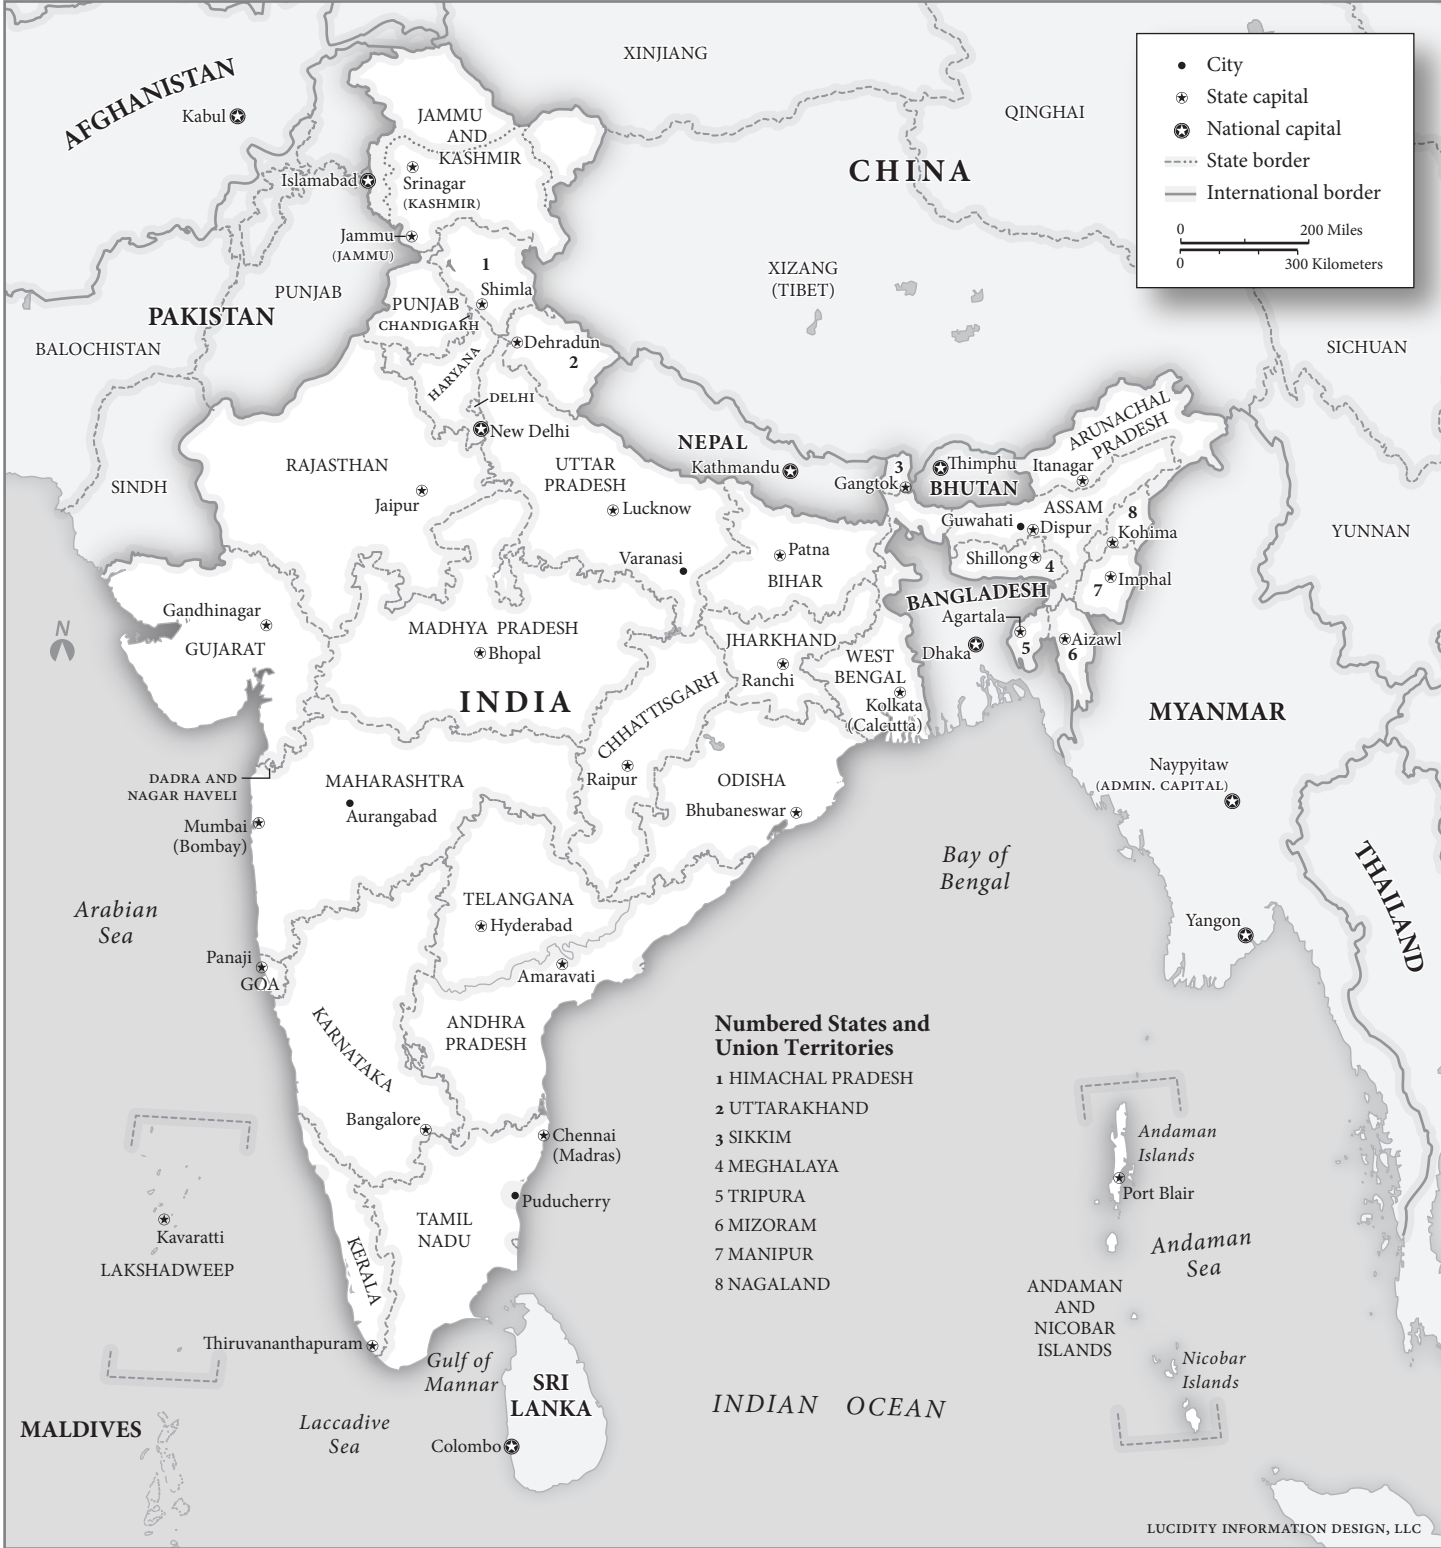 XINJIANG
AFGHANISTAN
Kabul
JAMMU
AND
KASHMIR
QINGHAI
CHINA
Islamabad
Srinagar
(KASHMIR)
Jammu
(JAMMU)
City
State capital
National capital
State border
International border
0
200 Miles
0
300 Kilometers
1
Shimla
XIZANG
(TIBET)
PUNJAB
PAKISTAN
PUNJAB
CHANDIGARH
BALOCHISTAN
HARYANA
Dehradun
2
SICHUAN
DELHI
New Delhi
NEPAL
Kathmandu
ARUNACHAL
PRADESH
RAJASTHAN
UTTAR
PRADESH
3
Gangtok
Thimphu
BHUTAN
Itanagar
SINDH
Jaipur
Lucknow
ASSAM
Guwahati
Dispur
8
Kohima
YUNNAN
Varanasi
Patna
BIHAR
Shillong
4
7
Imphal
BANGLADESH
Agartala
Gandhinagar
GUJARAT
N
MADHYA PRADESH
Bhopal
JHARKHAND
Ranchi
WEST
BENGAL
Dhaka
5
Aizawl
6
INDIA
CHHATTISGARH
Kolkata
(Calcutta)
MYANMAR
DADRA AND
NAGAR HAVELI
MAHARASHTRA
Aurangabad
Raipur
ODISHA
Bhubaneswar
Naypyitaw
(ADMIN. CAPITAL)
Mumbai
(Bombay)
Bay of
Bengal
THAILAND
Arabian
Sea
TELANGANA
Hyderabad
Yangon
Panaji
GOA
Amaravati
KARNATAKA
ANDHRA
PRADESH
Numbered States and
Union Territories
1 HIMACHAL PRADESH
2 UTTARAKHAND
3 SIKKIM
4 MEGHALAYA
5 TRIPURA
6 MIZORAM
7 MANIPUR
8 NAGALAND
Bangalore
Chennai
(Madras)
Andaman
Islands
Port Blair
Puducherry
Kavaratti
LAKSHADWEEP
TAMIL
NADU
KERALA
Andaman
Sea
ANDAMAN
AND
NICOBAR
ISLANDS
Thiruvananthapuram
Gulf of
Mannar
Nicobar
Islands
SRI
LANKA
INDIAN OCEAN
MALDIVES
Laccadive
Sea
Colombo
LUCIDITY INFORMATION DESIGN, LLC